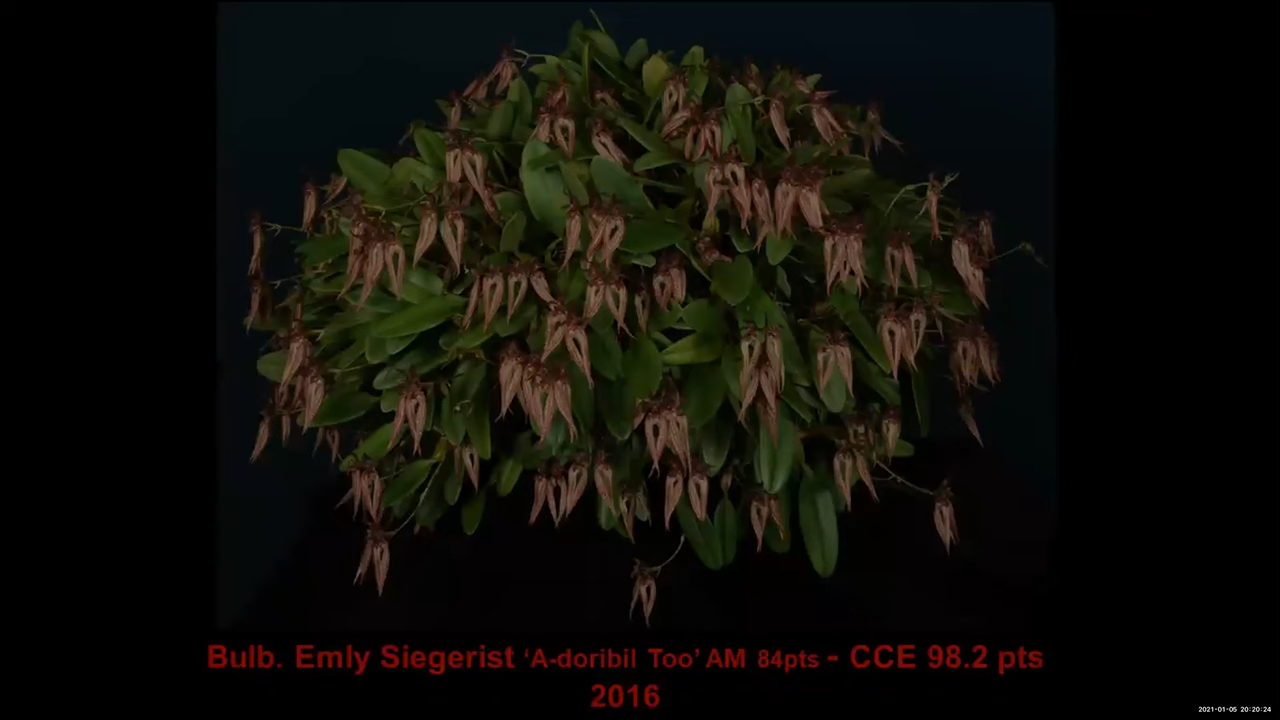 Bulb. Emly Siegerist ‘A-doribil Too’ AM 84pts - CCE 98.2 pts
2016
2021-01-05 20:20:24